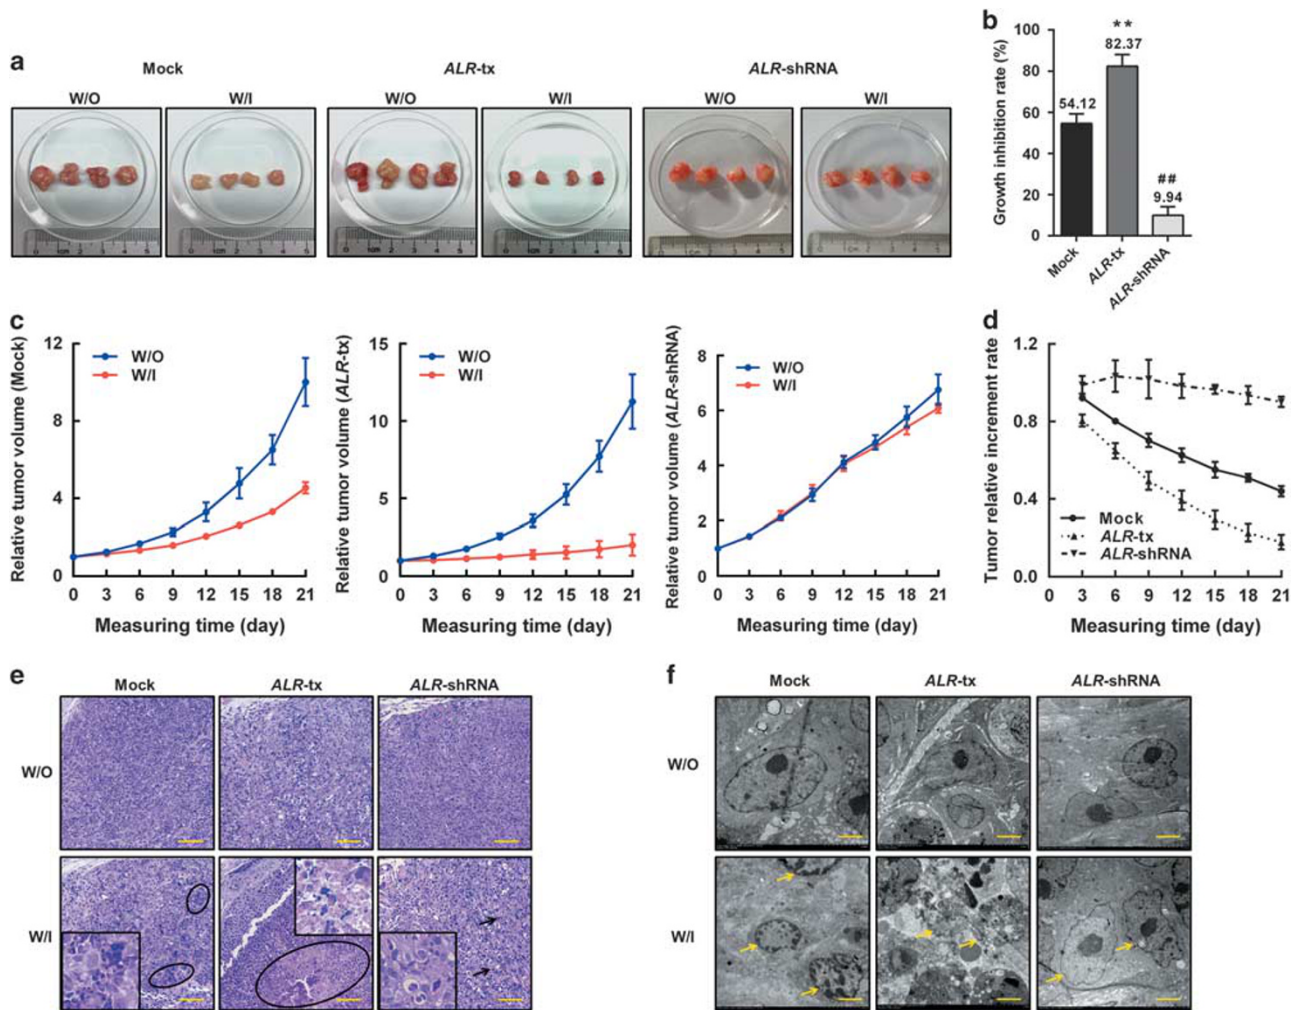 a
Mock
ALR-tx
ALR-shRNA
W/O
W/I
W/O
W/I
W/O
W/I
b
Growth inhibition rate (%)
100
80
60
40
20
0
54.12
**
82.37
##
9.94
Mock
ALR-tx
ALR-shRNA
c
Relative tumor volume (Mock)
12
8
4
0
W/O
W/I
0 3 6 9 12 15 18 21
Measuring time (day)
Relative tumor volume (ALR-tx)
15
10
5
0
W/O
W/I
0 3 6 9 12 15 18 21
Measuring time (day)
Relative tumor volume (ALR-shRNA)
8
6
4
2
0
W/O
W/I
0 3 6 9 12 15 18 21
Measuring time (day)
d
Tumor relative increment rate
1.2
0.8
0.4
0.0
Mock
ALR-tx
ALR-shRNA
0 3 6 9 12 15 18 21
Measuring time (day)
e
Mock
ALR-tx
ALR-shRNA
W/O
W/I
f
Mock
ALR-tx
ALR-shRNA
W/O
W/I